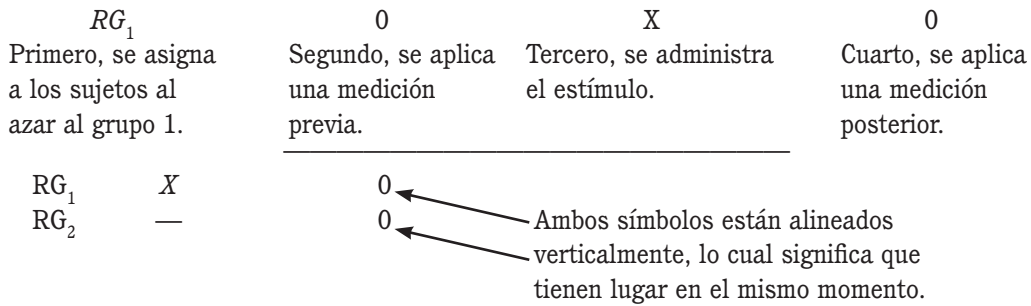 RG1 0 X 0
Primero, se asigna Segundo, se aplica Tercero, se administra Cuarto, se aplica
a los sujetos al una medición el estímulo. una medición
azar al grupo 1. previa. posterior.
RG1 X 0
RG2 — 0 Ambos símbolos están alineados
verticalmente, lo cual significa que
tienen lugar en el mismo momento.